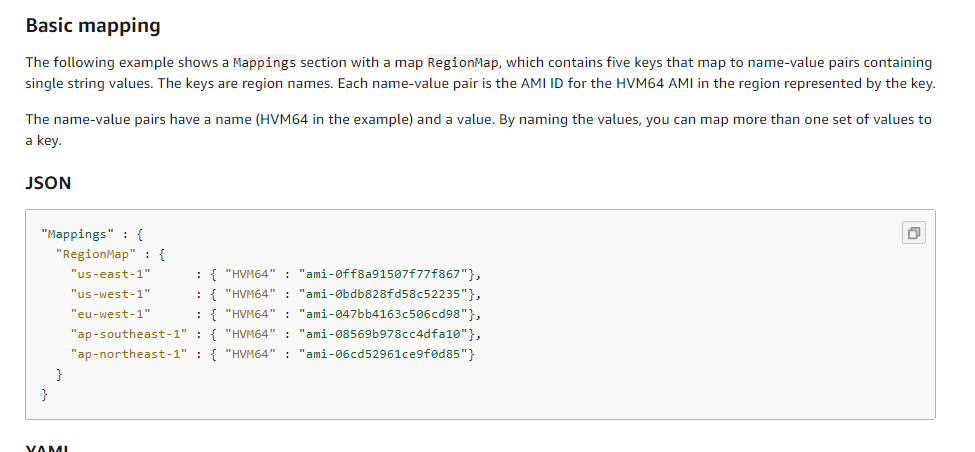 Basic mapping
The following example shows a Mappings section with a map RegionMap, which contains five keys that map to name-value pairs containing
single string values. The keys are region names. Each name-value pair is the AMI ID for the HVM64 AMI in the region represented by the key.
The name-value pairs have a name (HVM64 in the example) and a value. By naming the values, you can map more than one set of values to
a key.
JSON
"Mappings" : {
  "RegionMap" : {
    "us-east-1"      : { "HVM64" : "ami-0ff8a91507f77f867"},
    "us-west-1"      : { "HVM64" : "ami-0bdb828fd58c52235"},
    "eu-west-1"      : { "HVM64" : "ami-047bb4163c506cd98"},
    "ap-southeast-1" : { "HVM64" : "ami-08569b978cc4dfa10"},
    "ap-northeast-1" : { "HVM64" : "ami-06cd52961ce9f0d85"}
  }
}
YAML